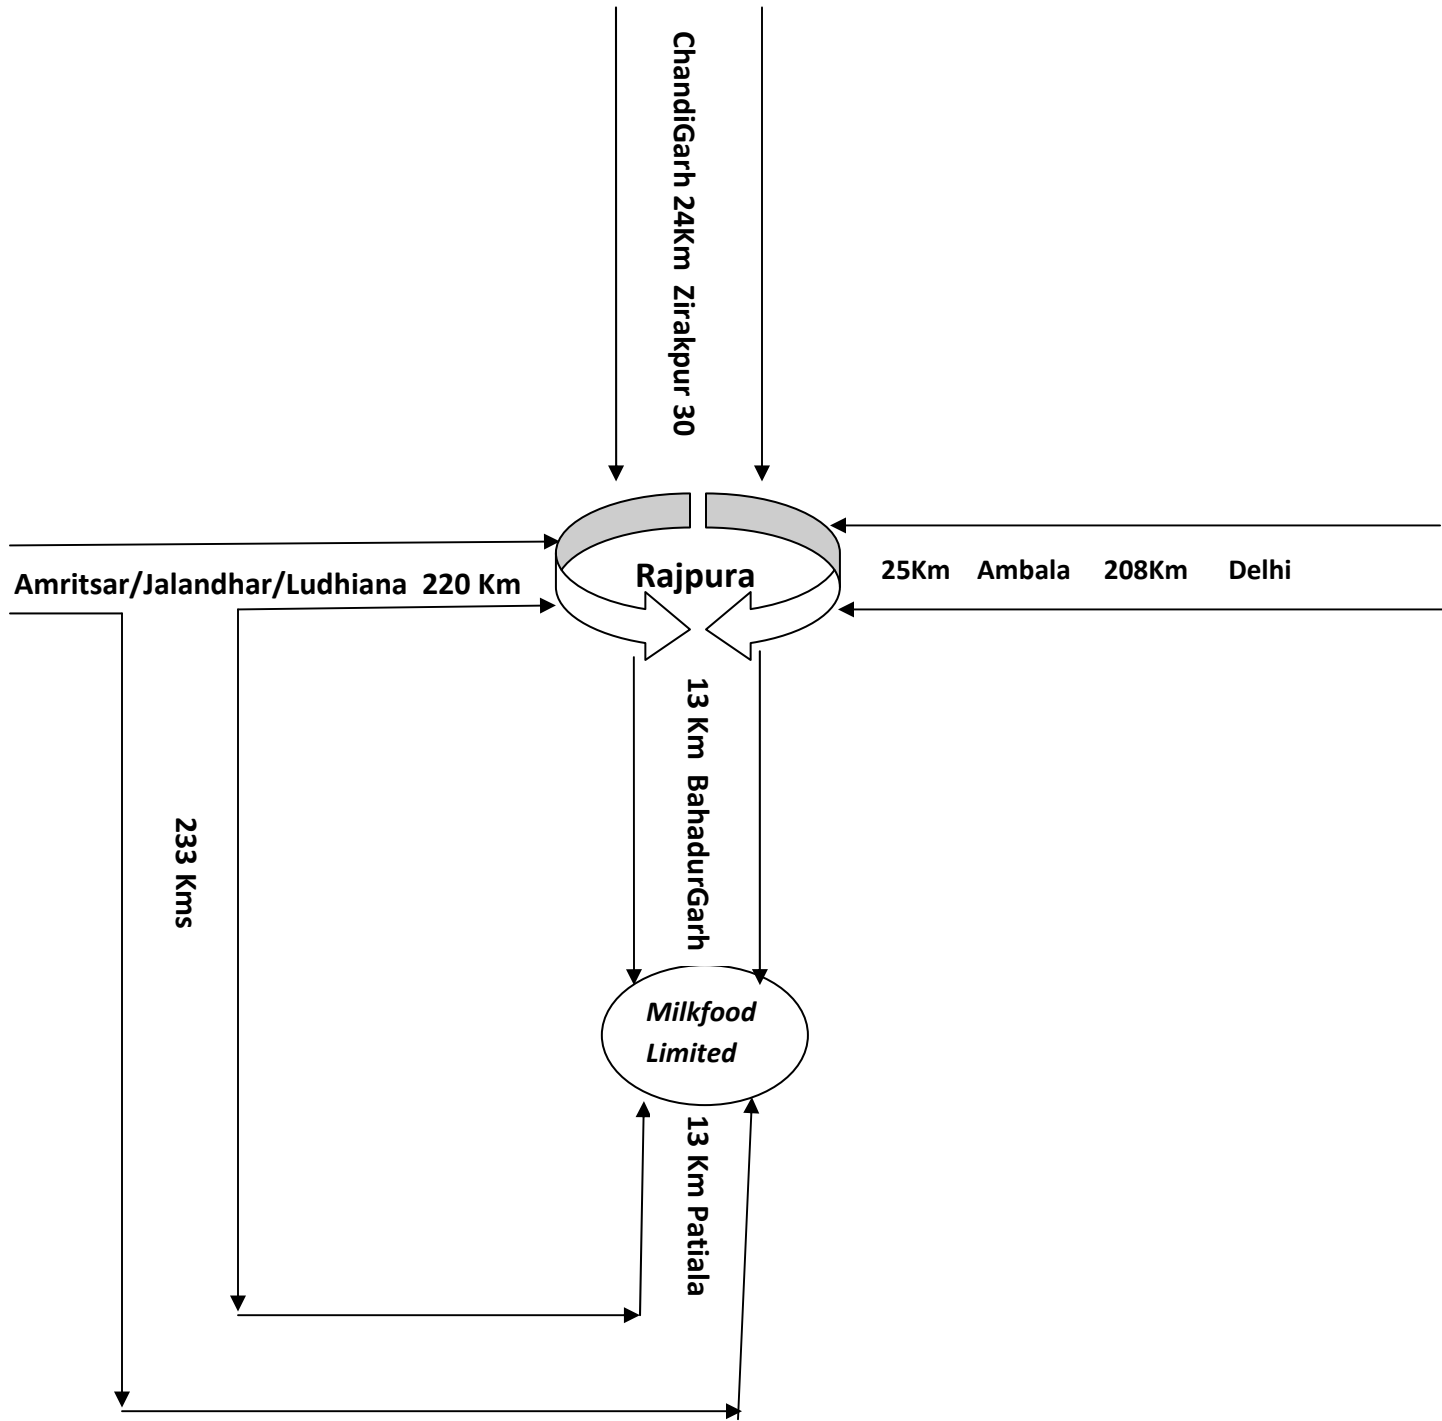 ChandiGarh 24Km  Zirakpur 30
Amritsar/Jalandhar/Ludhiana  220 Km
Rajpura
25Km    Ambala    208Km    Delhi
13 Km  BahadurGarh
233 Kms
Milkfood
Limited
13 Km Patiala